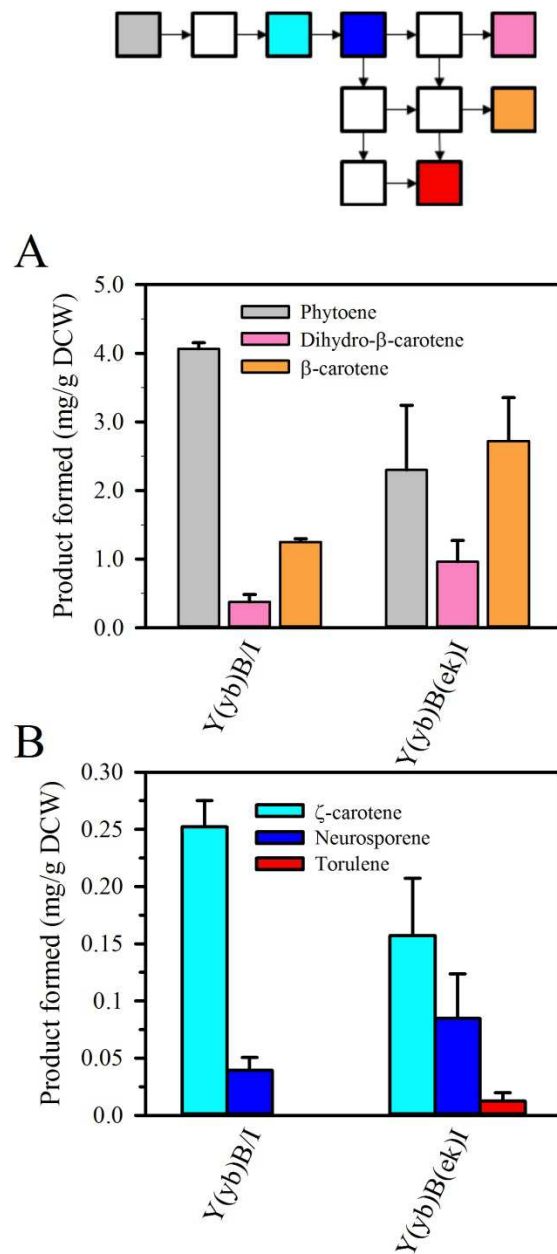 A
Product formed (mg/g DCW)
5.0
4.0
3.0
2.0
1.0
0.0
Phytoene
Dihydro-β-carotene
β-carotene
Y(yb)B/I
Y(yb)B(ek)I
B
Product formed (mg/g DCW)
0.30
0.25
0.20
0.15
0.1
0.05
0.0
ζ-carotene
Neurosporene
Torulene
Y(yb)B/I
Y(yb)B(ek)I